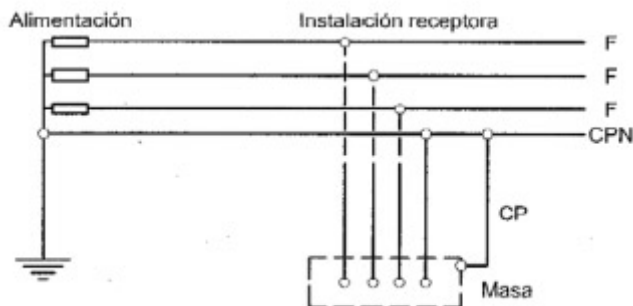 Alimentación
Instalación receptora
F
F
F
CPN
CP
Masa